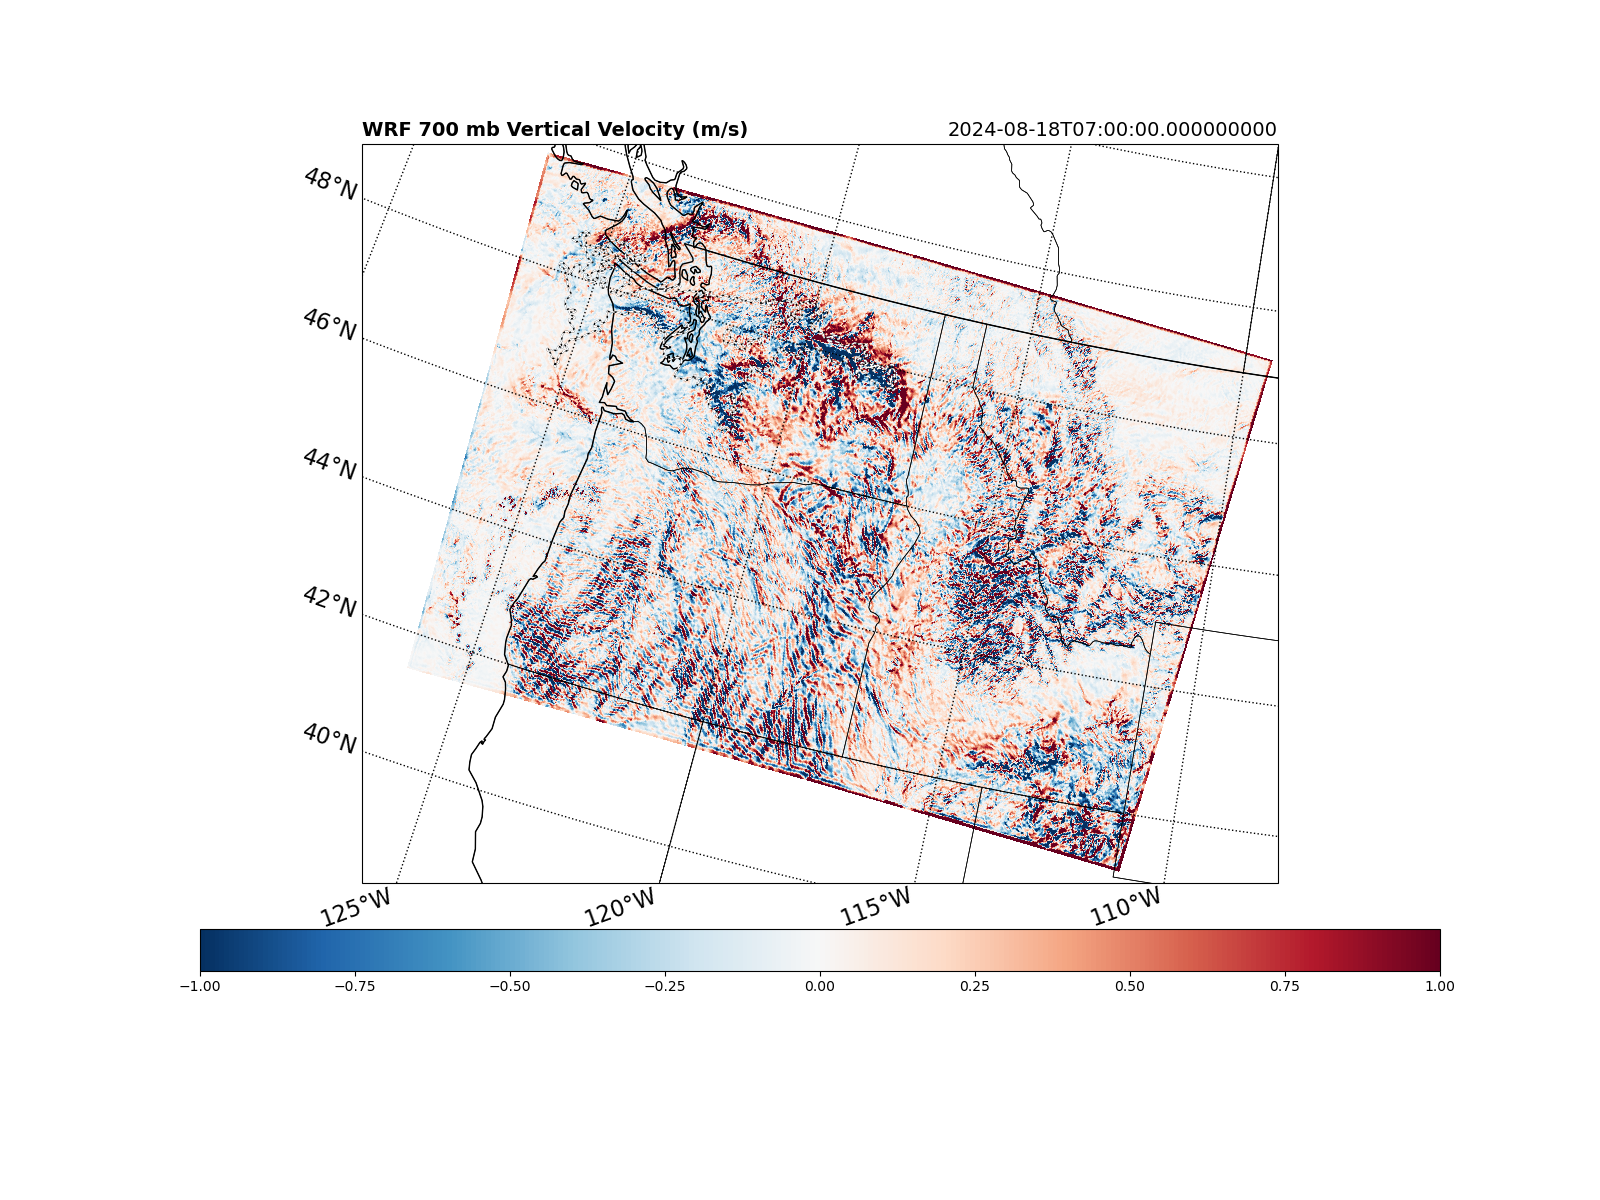 WRF 700 mb Vertical Velocity (m/s) 2024-08-18T07:00:00.000000000
48°N
46°N
44°N
42°N
40°N
125°W 120°W 115°W 110°W
−1.00 −0.75 −0.50 −0.25 0.00 0.25 0.50 0.75 1.00